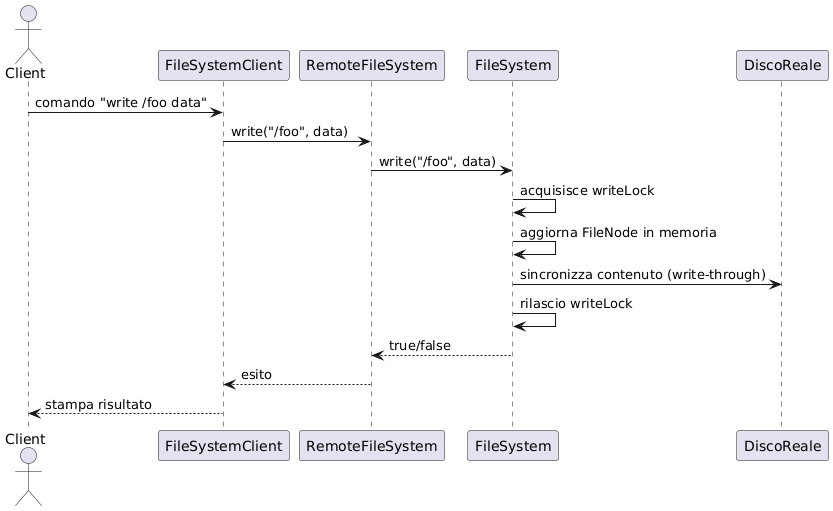 Client
FileSystemClient
RemoteFileSystem
FileSystem
DiscoReale
comando "write /foo data"
write("/foo", data)
write("/foo", data)
acquisisce writeLock
aggiorna FileNode in memoria
sincronizza contenuto (write-through)
rilascio writeLock
true/false
esito
stampa risultato
Client
FileSystemClient
RemoteFileSystem
FileSystem
DiscoReale